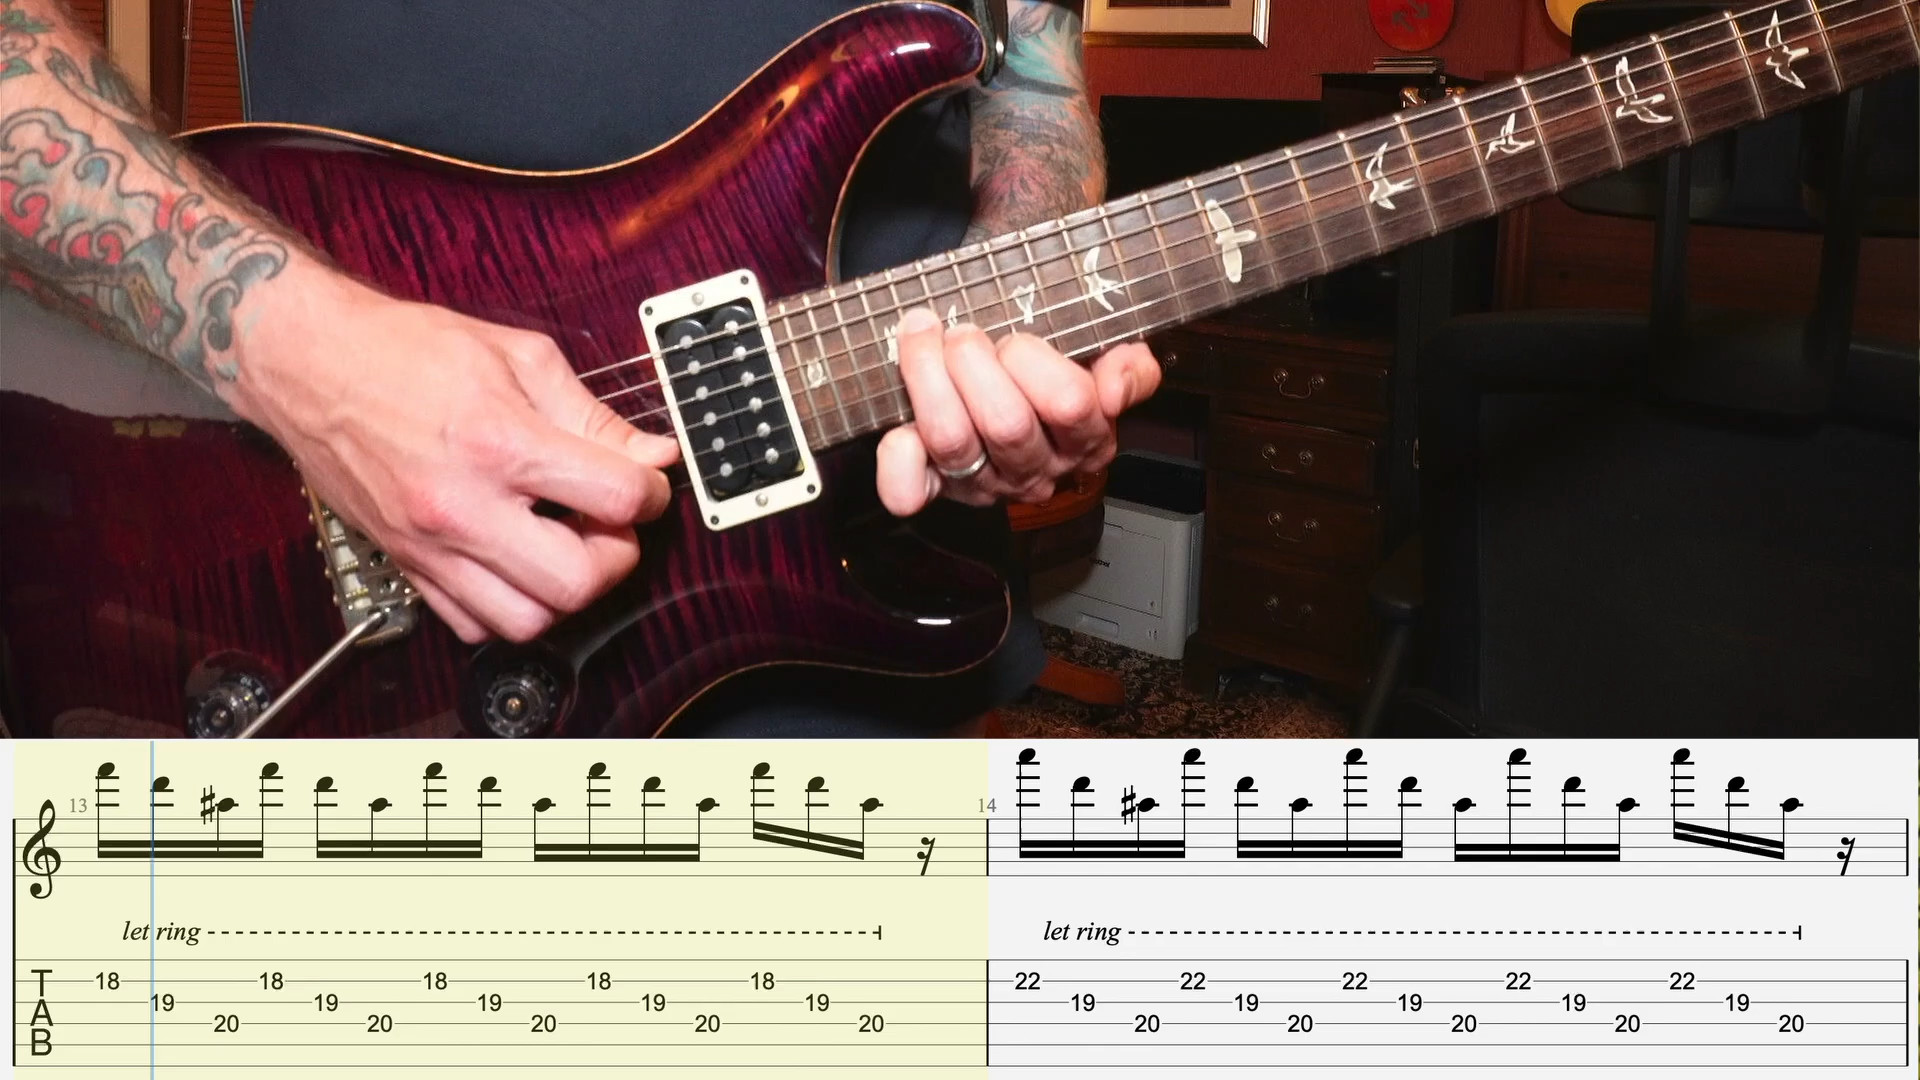 13
14
let ring
let ring
T 18 18 18 18 18 22 22 22 22 22
A 19 19 19 19 19 19 19 19 19 19
20 20 20 20 20 20 20 20 20 20
B